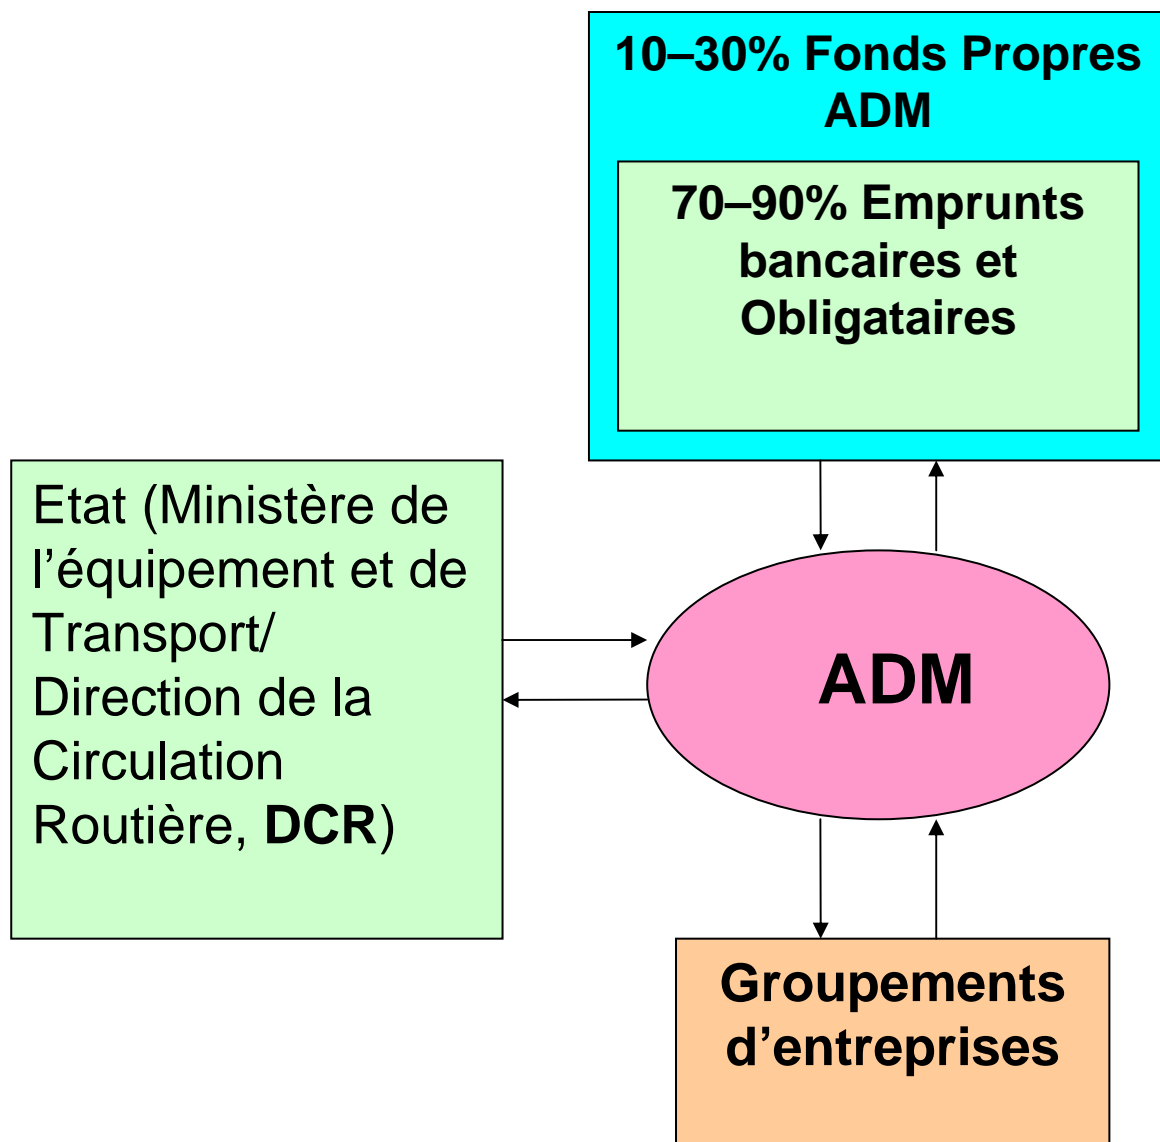 10–30% Fonds Propres
ADM
70–90% Emprunts
bancaires et
Obligataires
Etat (Ministère de
l’équipement et de
Transport/
Direction de la
Circulation
Routière, DCR)
ADM
Groupements
d’entreprises